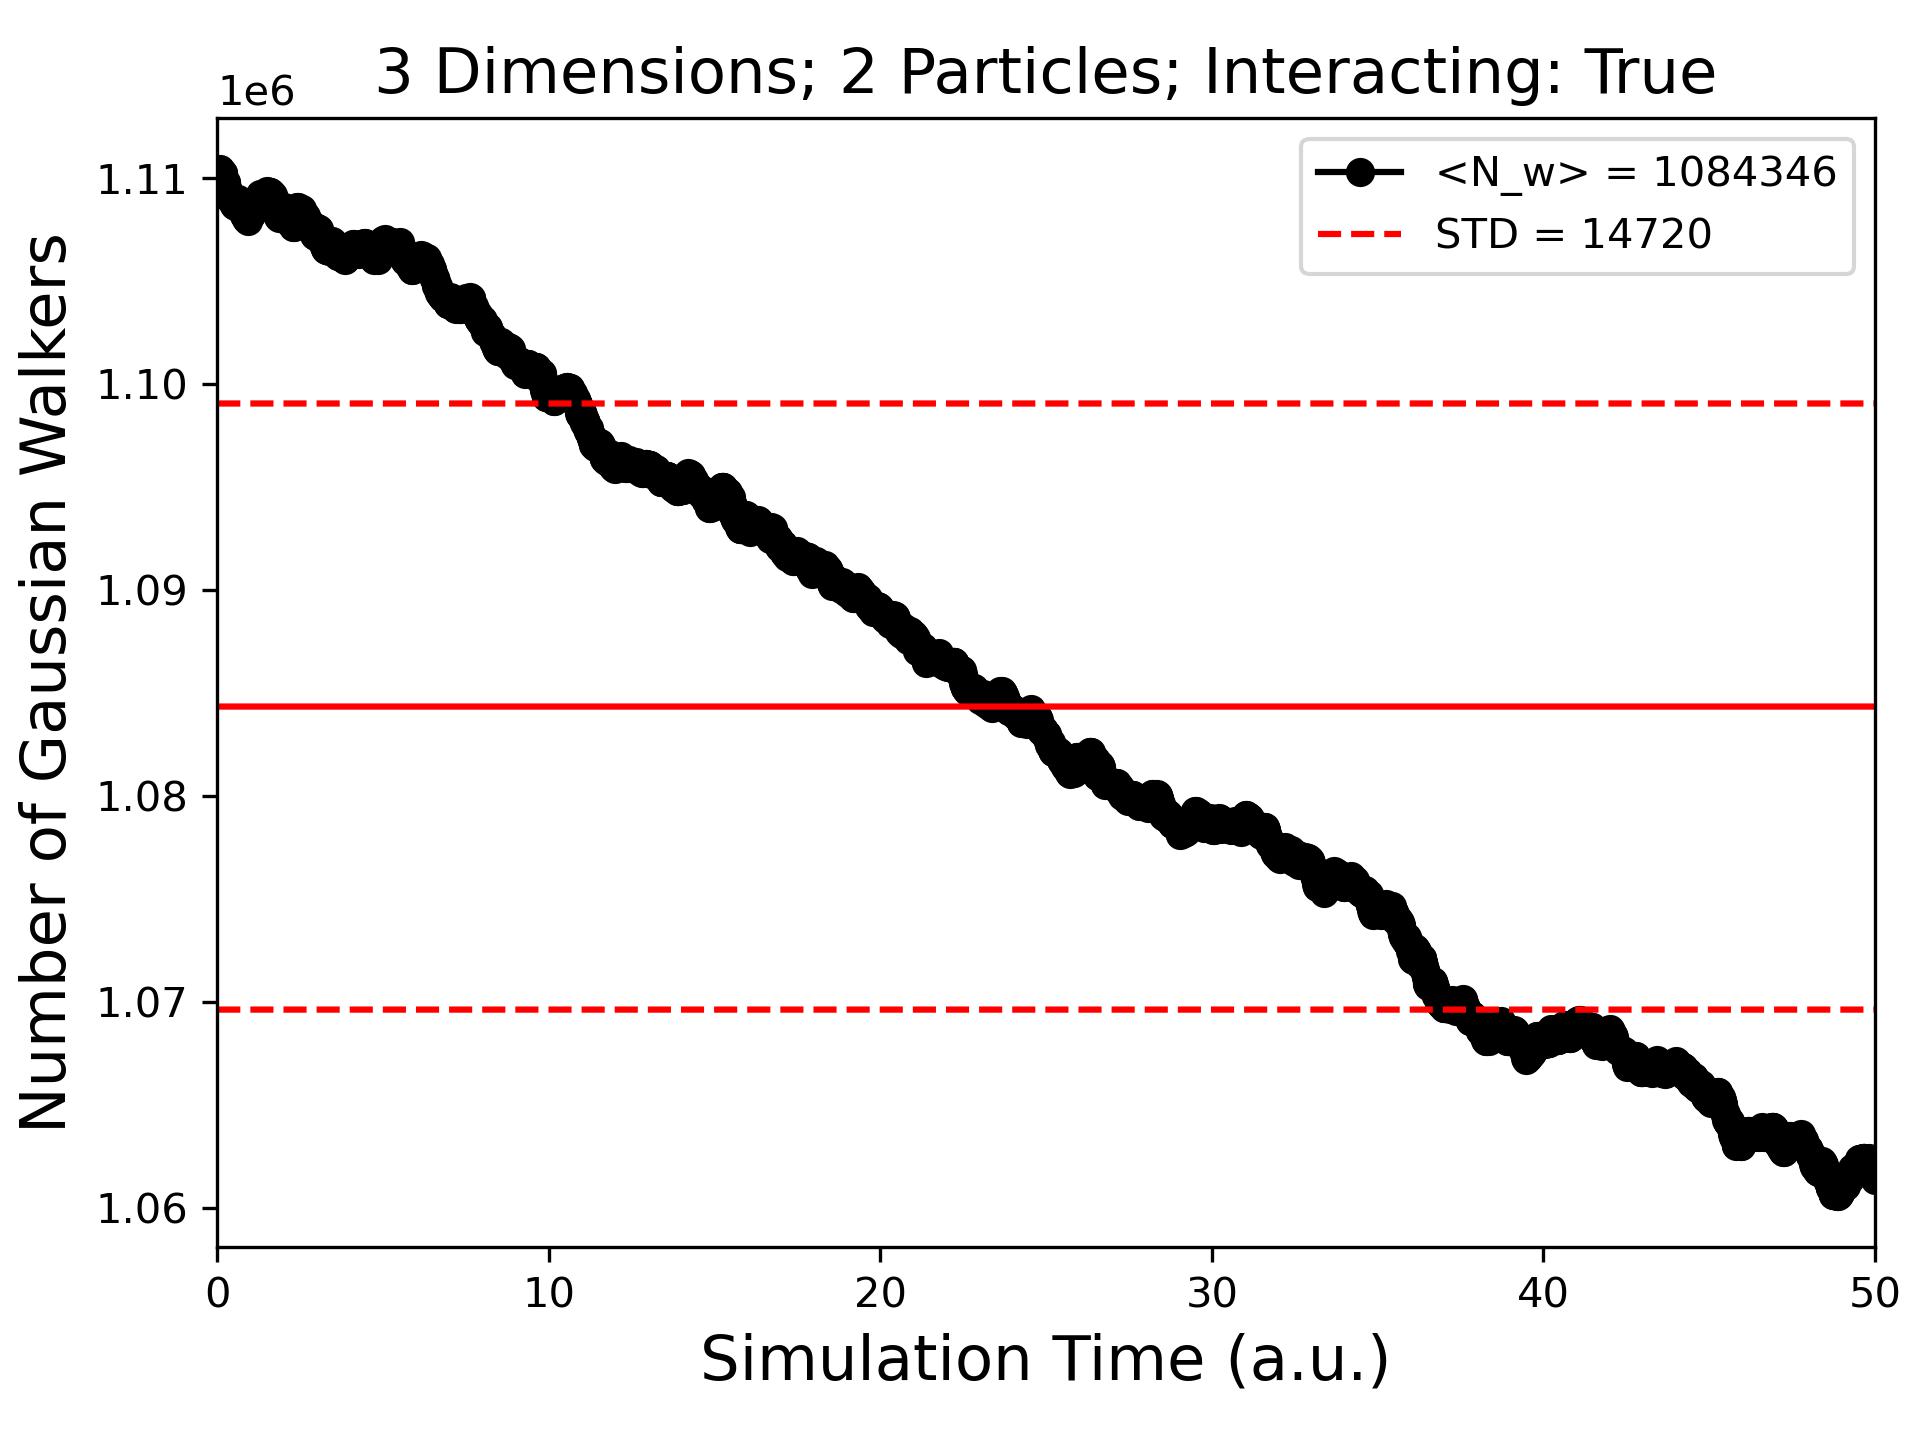 3 Dimensions; 2 Particles; Interacting: True
1e6
<N_w> = 1084346
STD = 14720
Number of Gaussian Walkers
1.11
1.10
1.09
1.08
1.07
1.06
0 10 20 30 40 50
Simulation Time (a.u.)